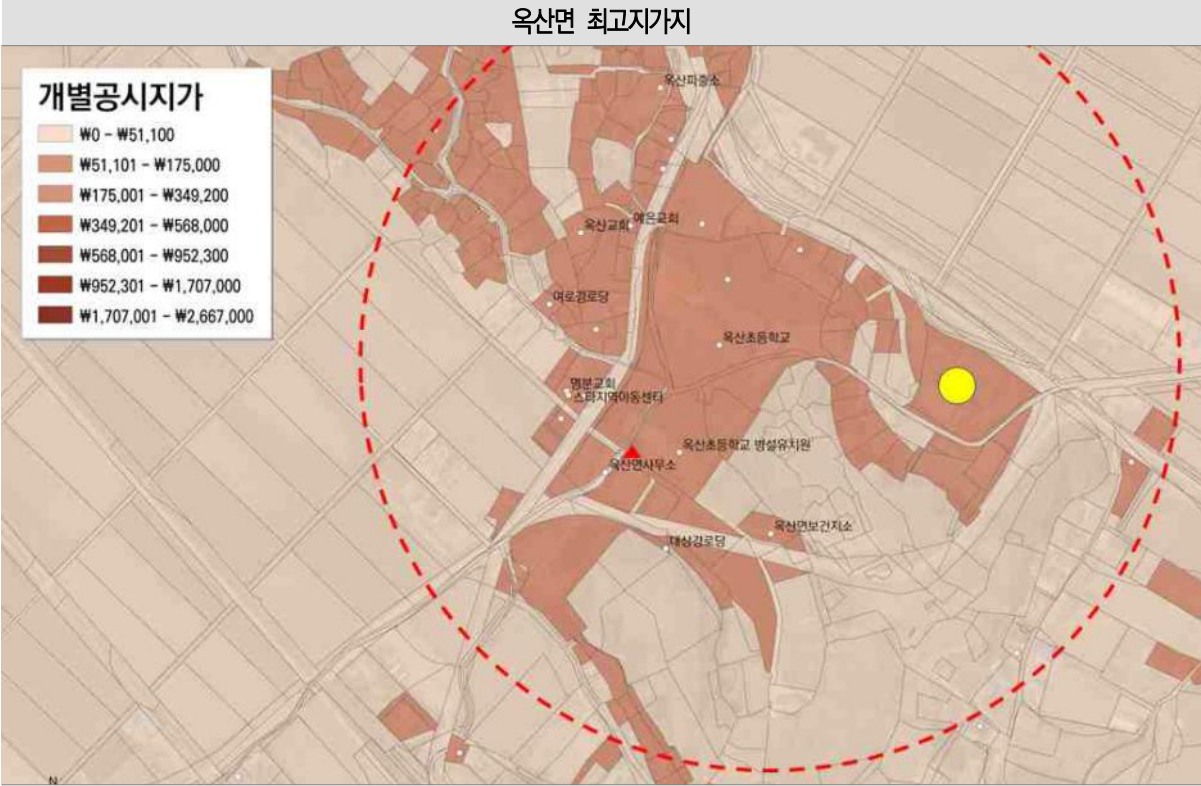 옥산면 최고지가지
개별공시지가
₩0 – ₩51,100
₩51,101 – ₩175,000
₩175,001 – ₩349,200
₩349,201 – ₩568,000
₩568,001 – ₩952,300
₩952,301 – ₩1,707,000
₩1,707,001 – ₩2,667,000
옥산파출소
옥산교회
예온교회
여로경로당
옥산초등학교
명분교회
스파지역아동센타
옥산초등학교 병설유치원
옥산면사무소
옥산면보건지소
대상경로당
N